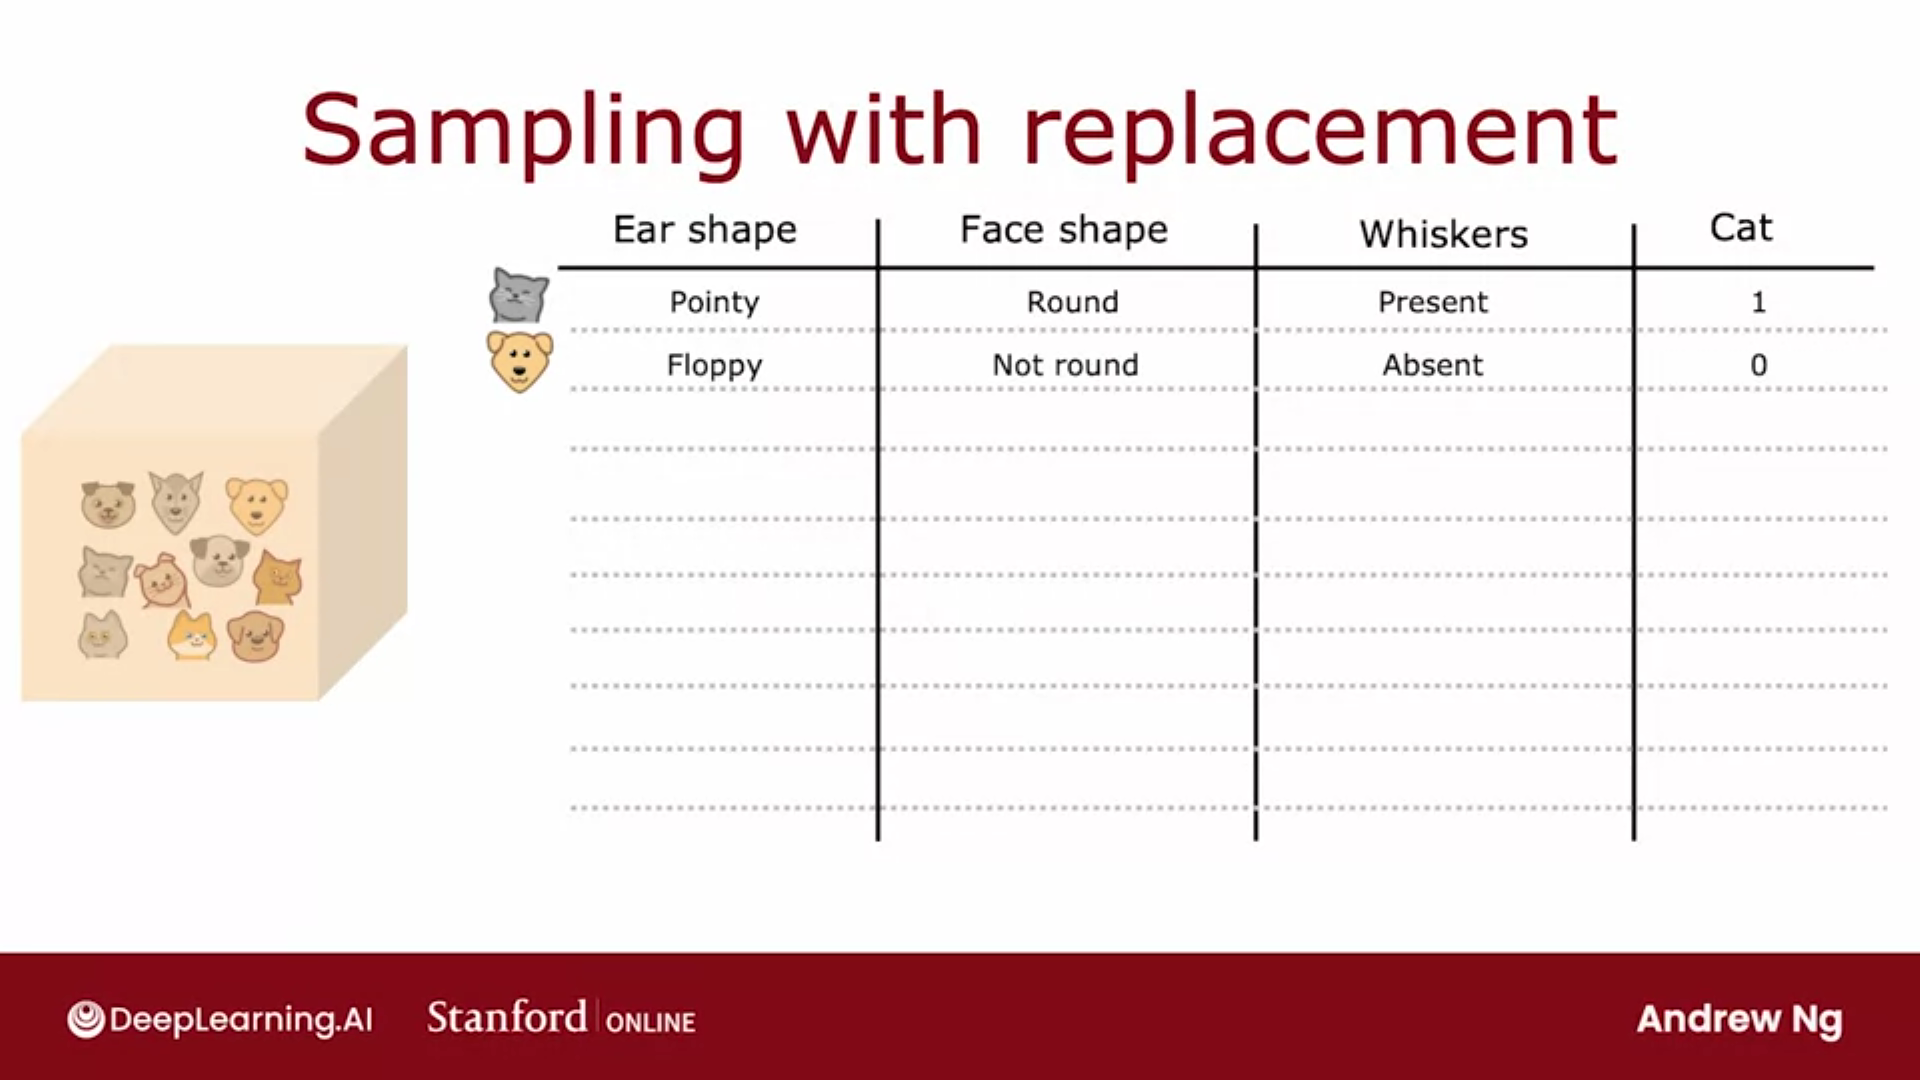 Sampling with replacement
Ear shape Face shape Whiskers Cat
Pointy Round Present 1
Floppy Not round Absent 0
DeepLearning.AI Stanford ONLINE Andrew Ng